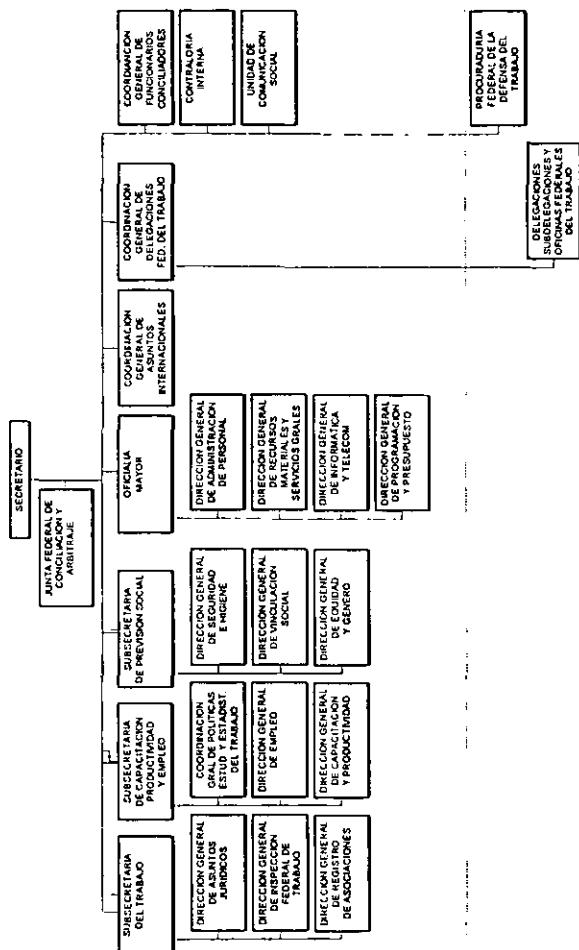 SECRETARIO
JUNTA FEDERAL DE
CONCILIACION Y
ARBITRAJE
SUBSECRETARIA
DEL TRABAJO
SUBSECRETARIA
DE CAPACITACION
PRODUCTIVIDAD
Y EMPLEO
SUBSECRETARIA
DE PREVISION SOCIAL
OFICIALIA
MAYOR
COORDINACION
GENERAL DE
ASUNTOS
INTERNACIONALES
COORDINACION
GENERAL DE
DELEGACIONES
FED. DEL TRABAJO
COORDINACION
GENERAL DE
FUNCIONARIOS
CONCILIADORES
CONTRALORIA
INTERNA
UNIDAD DE
COMUNICACION
SOCIAL
DIRECCION GENERAL
DE ASUNTOS
JURIDICOS
DIRECCION GENERAL
DE INSPECCION
FEDERAL DE
TRABAJO
DIRECCION GENERAL
DE REGISTRO
DE ASOCIACIONES
COORDINACION
GRAL DE POLITICAS
ESTUD Y ESTADIST.
DEL TRABAJO
DIRECCION GENERAL
DE EMPLEO
DIRECCION GENERAL
DE CAPACITACION
Y PRODUCTIVIDAD
DIRECCION GENERAL
DE SEGURIDAD
E HIGIENE
DIRECCION GENERAL
DE VINCULACION
SOCIAL
DIRECCION GENERAL
DE EQUIDAD
Y GENERO
DIRECCION GENERAL
DE ADMINISTRACION
DE PERSONAL
DIRECCION GENERAL
DE RECURSOS
MATERIALES Y
SERVICIOS GRALES
DIRECCION GENERAL
DE INFORMATICA
Y TELECOM
DIRECCION GENERAL
DE PROGRAMACION
Y PRESUPUESTO
PROCURADURIA
FEDERAL DE LA
DEFENSA DEL
TRABAJO
DELEGACIONES
SUBDELEGACIONES Y
OFICINAS FEDERALES
DEL TRABAJO